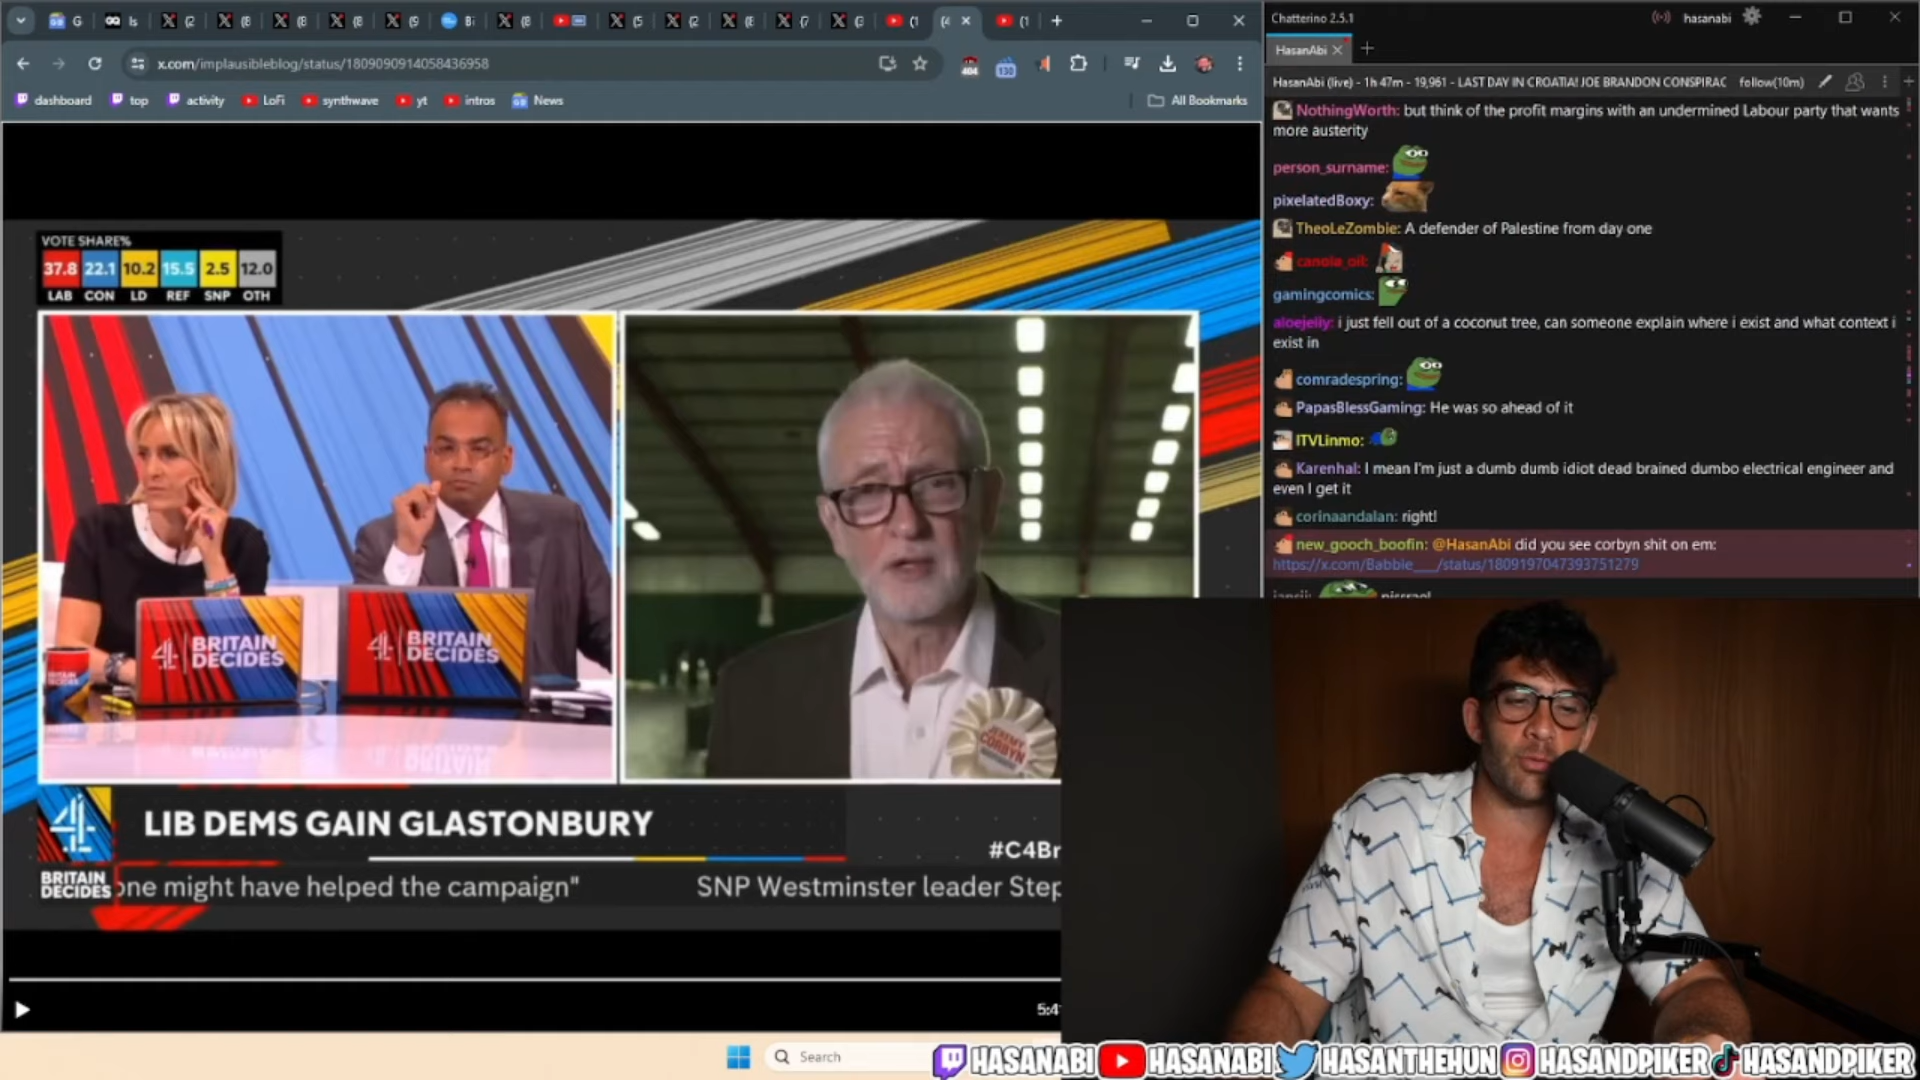 Chatterino 2.5.1
hasanabi
HasanAbi
x.com/implausibleblog/status/1809090914058436958
404
130
dashboard
top
activity
LoFi
synthwave
yt
intros
News
All Bookmarks
HasanAbi (live) - 1h 47m - 19,961 - LAST DAY IN CROATIA! JOE BRANDON CONSPIRAC
follow(10m)
NothingWorth: but think of the profit margins with an undermined Labour party that wants
more austerity
person_surname:
pixelatedBoxy:
TheoLeZombie: A defender of Palestine from day one
canola_oil:
gamingcomics:
aloejelly: i just fell out of a coconut tree, can someone explain where i exist and what context i
exist in
comradespring:
PapasBlessGaming: He was so ahead of it
ITVLinmo:
Karenhal: I mean I'm just a dumb dumb idiot dead brained dumbo electrical engineer and
even I get it
corinaandalan: right!
new_gooch_boofin: @HasanAbi did you see corbyn shit on em:
https://x.com/Babble___/status/1809197047393751279
VOTE SHARE%
37.8 22.1 10.2 15.5 2.5 12.0
LAB CON LD REF SNP OTH
4 BRITAIN
DECIDES
4 BRITAIN
DECIDES
JEREMY
CORBYN
4
LIB DEMS GAIN GLASTONBURY
#C4Br
BRITAIN
DECIDES
one might have helped the campaign"
SNP Westminster leader Step
5:4
Search
HASANABI
HASANABI
HASANTHEHUN
HASANDPIKER
HASANDPIKER